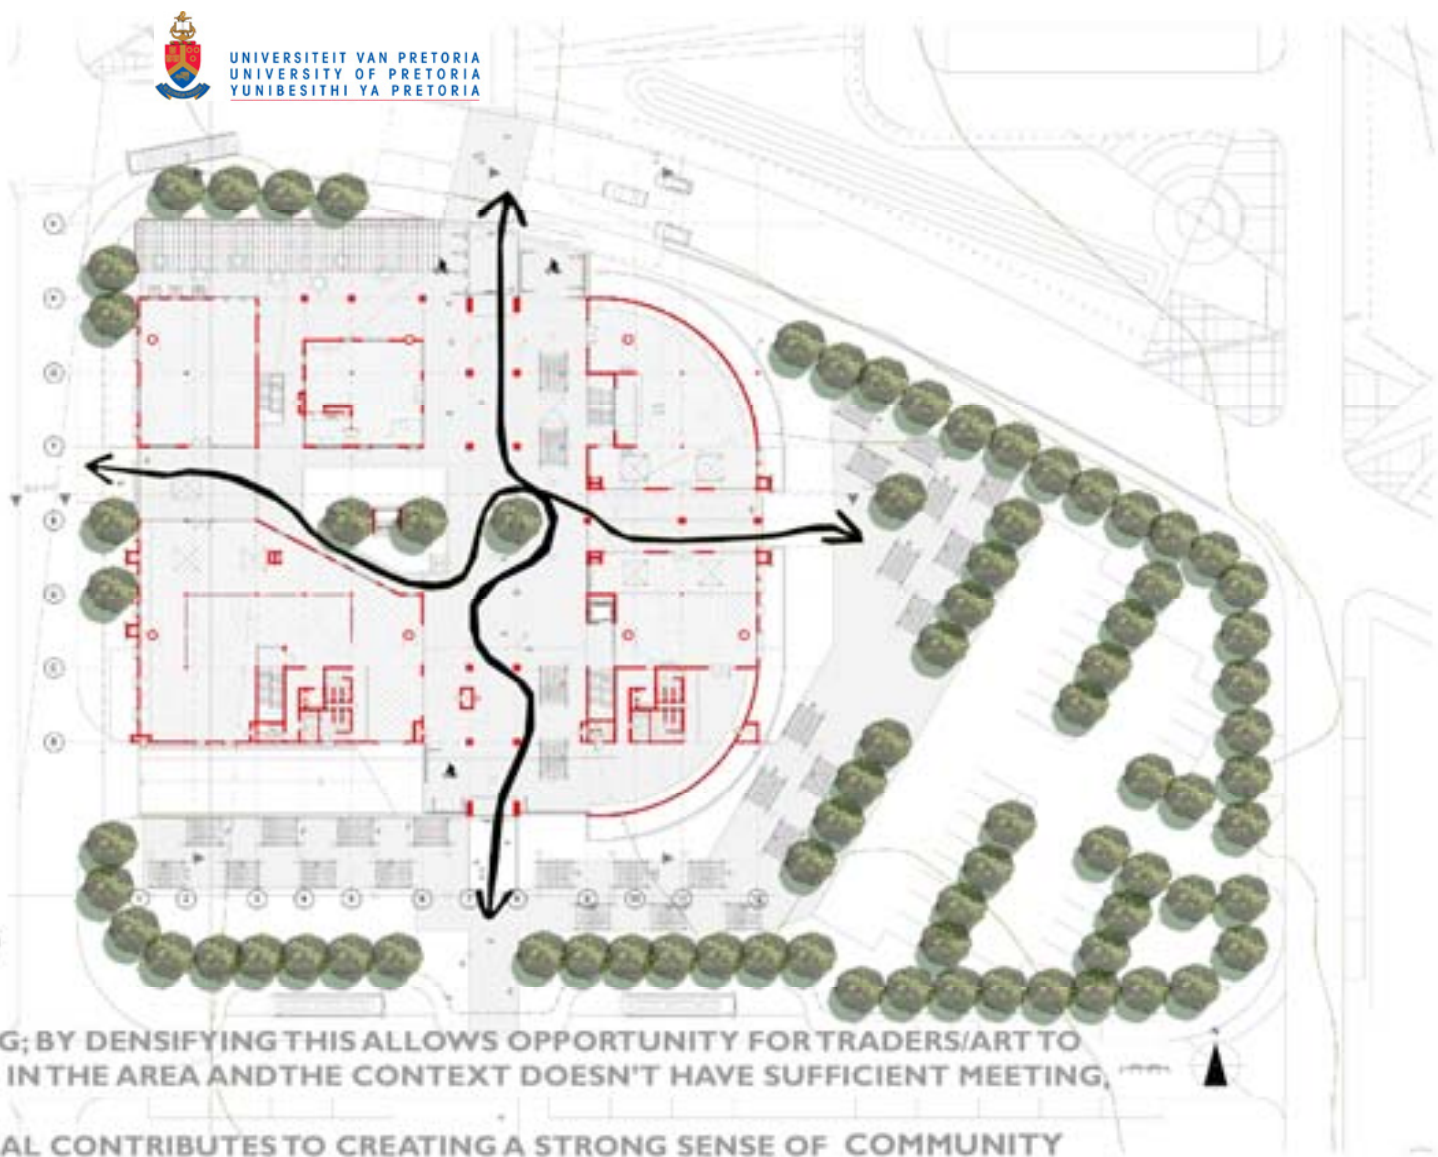 UNIVERSITEIT VAN PRETORIA
UNIVERSITY OF PRETORIA
YUNIBESITHI YA PRETORIA
G; BY DENSIFYING THIS ALLOWS OPPORTUNITY FOR TRADERS/ART TO
IN THE AREA AND THE CONTEXT DOESN'T HAVE SUFFICIENT MEETING,
AL CONTRIBUTES TO CREATING A STRONG SENSE OF COMMUNITY